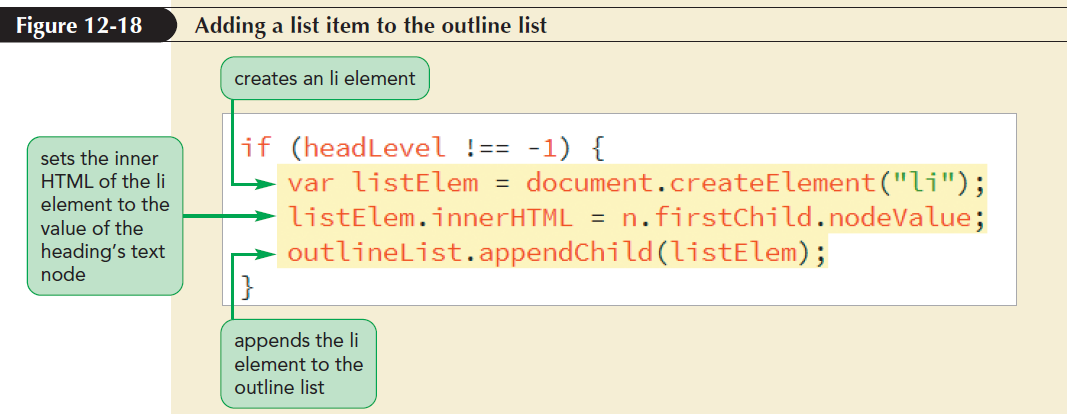 Figure 12-18
Adding a list item to the outline list
creates an li element
sets the inner
HTML of the li
element to the
value of the
heading's text
node
if (headLevel !== -1) {
var listElem = document.createElement("li");
listElem.innerHTML = n.firstChild.nodeValue;
outlineList.appendChild(listElem);
}
appends the li
element to the
outline list